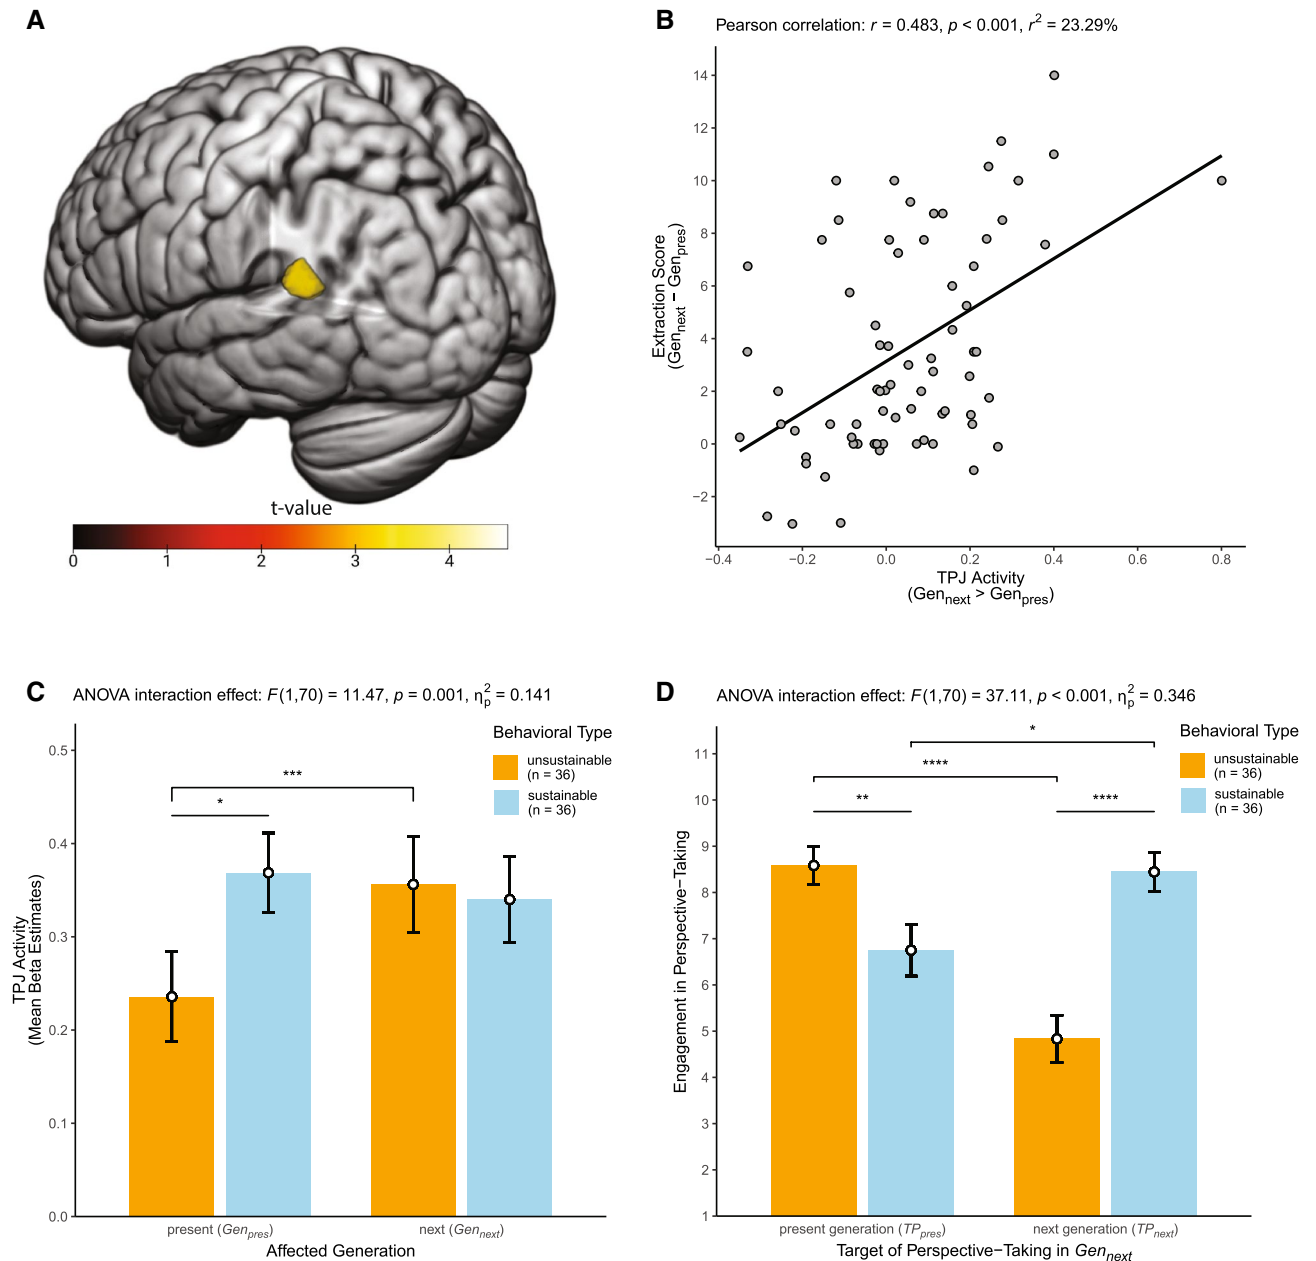 A
t-value
0 1 2 3 4
B
Pearson correlation: r = 0.483, p < 0.001, r² = 23.29%
14
12
10
8
6
4
2
0
−2
Extraction Score
(Gennext − Genpres)
−0.4 −0.2 0.0 0.2 0.4 0.6 0.8
TPJ Activity
(Gennext > Genpres)
C
ANOVA interaction effect: F(1,70) = 11.47, p = 0.001, η²p = 0.141
Behavioral Type
unsustainable
(n = 36)
sustainable
(n = 36)
***
*
0.5
0.4
0.3
0.2
0.1
0.0
TPJ Activity
(Mean Beta Estimates)
present (Genpres) next (Gennext)
Affected Generation
D
ANOVA interaction effect: F(1,70) = 37.11, p < 0.001, η²p = 0.346
Behavioral Type
unsustainable
(n = 36)
sustainable
(n = 36)
*
****
** ****
11
10
9
8
7
6
5
4
3
2
1
Engagement in Perspective−Taking
present generation (TPpres) next generation (TPnext)
Target of Perspective−Taking in Gennext